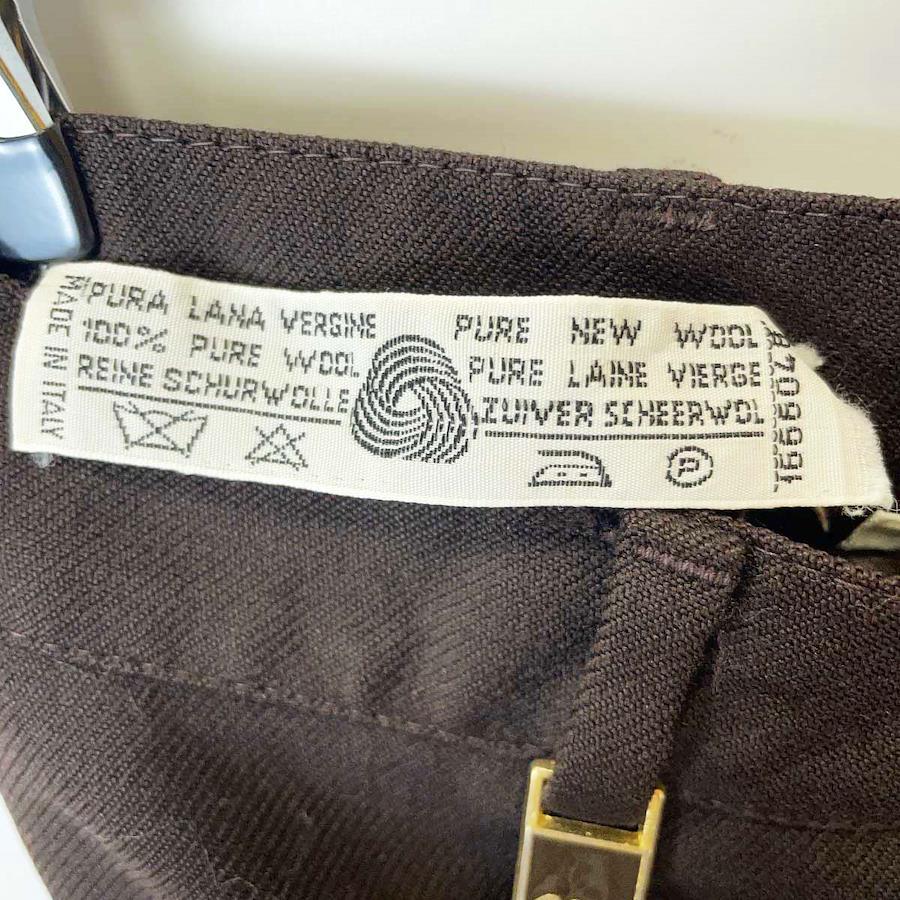 MADE IN ITALY
PURA LANA VERGINE
100% PURE WOOL
REINE SCHURWOLLE
PURE NEW WOOL
PURE LAINE VIERGE
ZUIVER SCHEERWOL
P